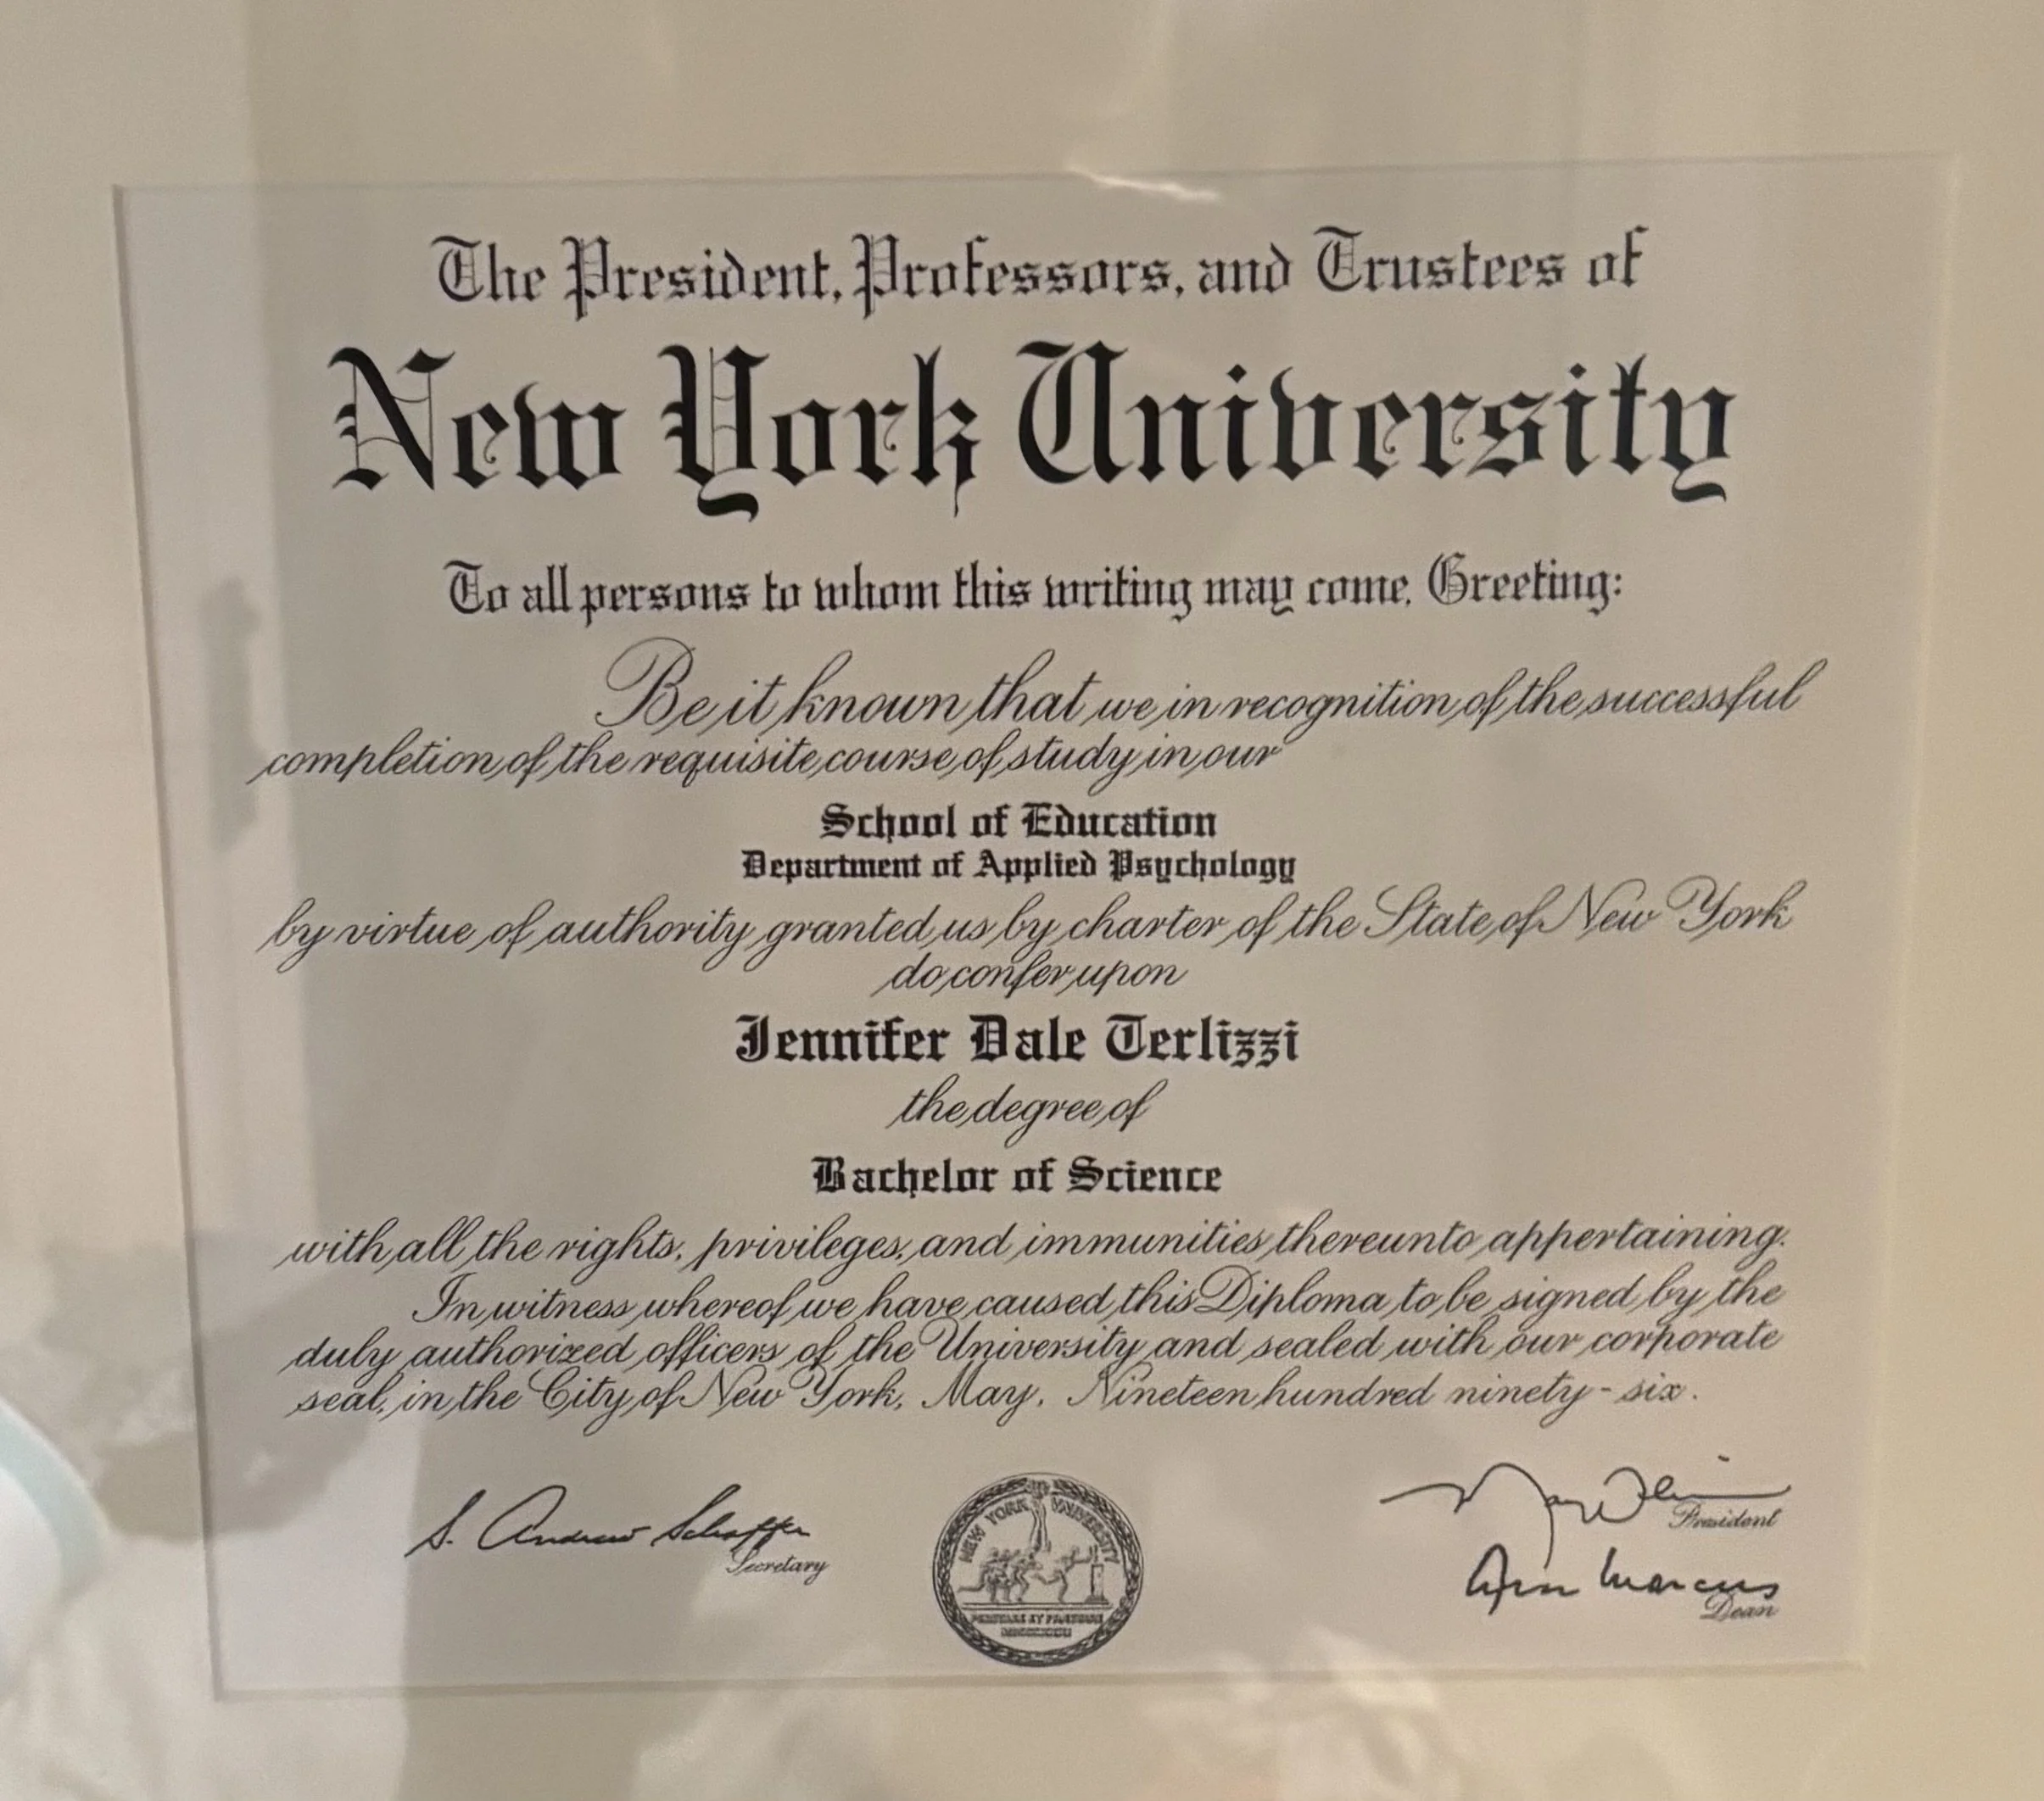 The President, Professors, and Trustees of
New York University
To all persons to whom this writing may come, Greeting:
Be it known that we in recognition of the successful
completion of the requisite course of study in our
School of Education
Department of Applied Psychology
by virtue of authority granted us by charter of the State of New York
do confer upon
Jennifer Dale Terlizzi
the degree of
Bachelor of Science
with all the rights, privileges, and immunities thereunto appertaining.
In witness whereof we have caused this Diploma to be signed by the
duly authorized officers of the University and sealed with our corporate
seal, in the City of New York, May, Nineteen hundred ninety-six.
S. Andrew Schaffer
Secretary
NEW YORK UNIVERSITY
PERSTARE ET PRAESTARE
President
Ann Marcus
Dean